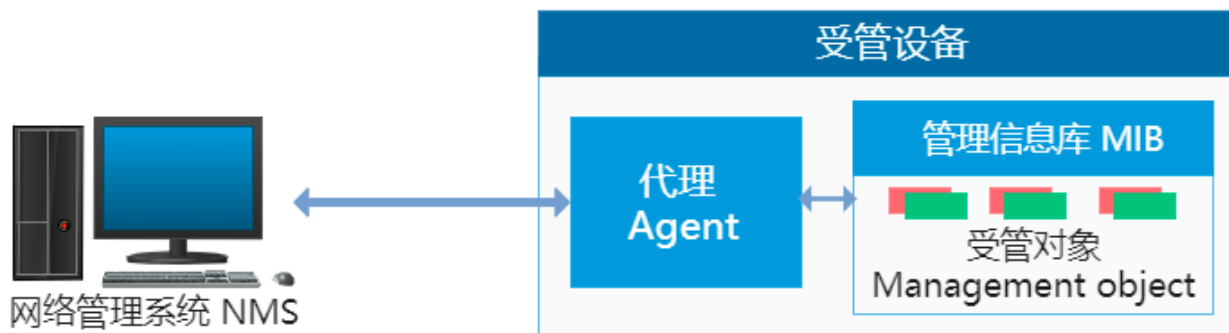 受管设备
管理信息库 MIB
代理
Agent
受管对象
Management object
网络管理系统 NMS